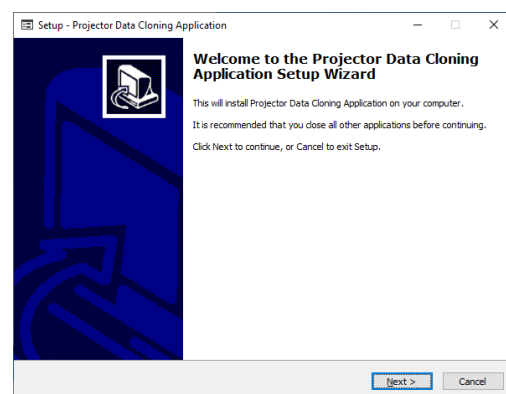 Setup - Projector Data Cloning Application
Welcome to the Projector Data Cloning
Application Setup Wizard
This will install Projector Data Cloning Application on your computer.
It is recommended that you close all other applications before continuing.
Click Next to continue, or Cancel to exit Setup.
Next >
Cancel